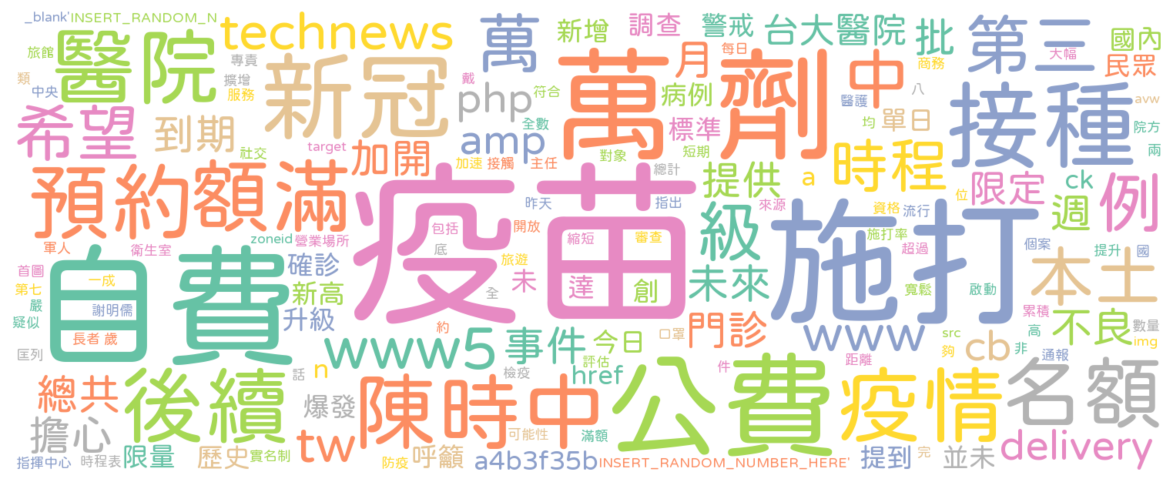 _blank'INSERT_RANDOM_N
technews
萬
新增
調查
警戒
台大醫院
批
第三
國內
旅館
醫院
專責
新冠
萬劑
月
每日
中
商務
大幅
民眾
類
中央
擴增
服務
php
符合
病例
醫護
八
接種
avw
希望
到期
社交
target
加開
amp
全數
戴
標準
單日
均
院方
兩
預約額滿
加速
接觸
主任
對象
短期
總計
提供
a
時程
限定
ck
週
例
疫苗
昨天
指出
來源
資格
位
流行
軍人
衛生室
zoneid
營業場所
開放
包括
底
縮短
審查
級
施打
施打率
超過
個案
提升
國
首圖
自費
確診
旅遊
未
達
創
未來
寬鬆
啟動
本土
第七
一成
嚴
謝明儒
新高
全
疑似
升級
約
口罩
門診
www
累積
高
數量
不良
長者
歲
www5
事件
今日
src
非
img
匡列
評估
距離
夠
cb
通報
總共
後續
話
n
檢疫
href
件
公費
疫情
名額
爆發
陳時中
擔心
tw
可能性
滿額
delivery
指揮中心
時程表
限量
歷史
實名制
防疫
呼籲
a4b3f35b
INSERT_RANDOM_NUMBER_HERE'
提到
完
並未